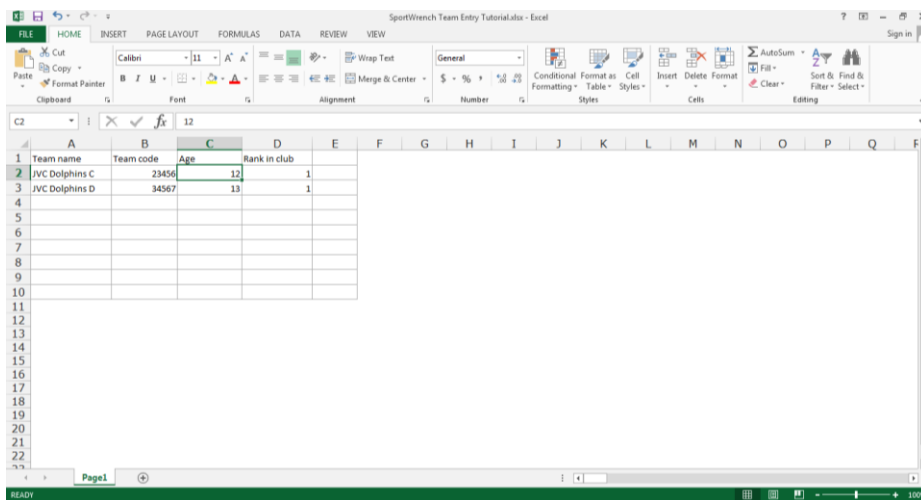 SportWrench Team Entry Tutorial.xlsx - Excel
FILE HOME INSERT PAGE LAYOUT FORMULAS DATA REVIEW VIEW Sign in
Cut
Copy
Format Painter
Paste
Clipboard
Calibri 11
B I U
Font
Wrap Text
Merge & Center
Alignment
General
$ % ,
Number
Conditional Formatting
Format as Table
Cell Styles
Styles
Insert Delete Format
Cells
AutoSum
Fill
Clear
Sort & Filter
Find & Select
Editing
C2 fx 12
A B C D E F G H I J K L M N O P Q
1 Team name Team code Age Rank in club
2 JVC Dolphins C 23456 12 1
3 JVC Dolphins D 34567 13 1
4
5
6
7
8
9
10
11
12
13
14
15
16
17
18
19
20
21
22
Page1
READY